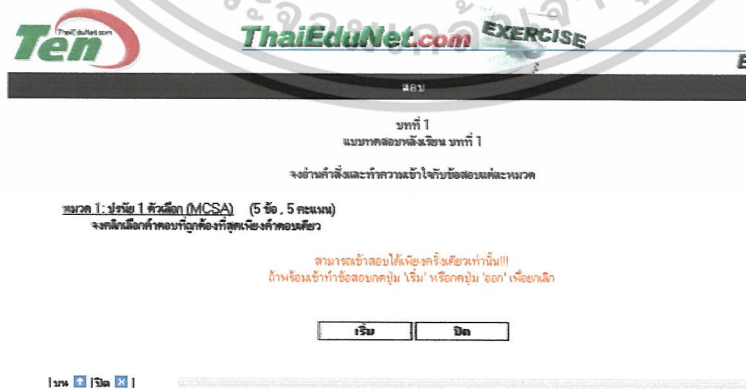 ThaiEduNet.com
Ten
ThaiEduNet.com EXERCISE
สอบ
บทที่ 1
แบบทดสอบหลังเรียน บทที่ 1
จงอ่านคำสั่งและทำความเข้าใจกับข้อสอบแต่ละหมวด
หมวด 1: ปรนัย 1 ตัวเลือก (MCSA) (5 ข้อ , 5 คะแนน)
จงคลิกเลือกคำตอบที่ถูกต้องที่สุดเพียงคำตอบเดียว
สามารถเข้าสอบได้เพียงครั้งเดียวเท่านั้น!!!
ถ้าพร้อมเข้าทำข้อสอบกดปุ่ม 'เริ่ม' หรือกดปุ่ม 'ออก' เพื่อยกเลิก
เริ่ม ปิด
[บน | ปิด ]